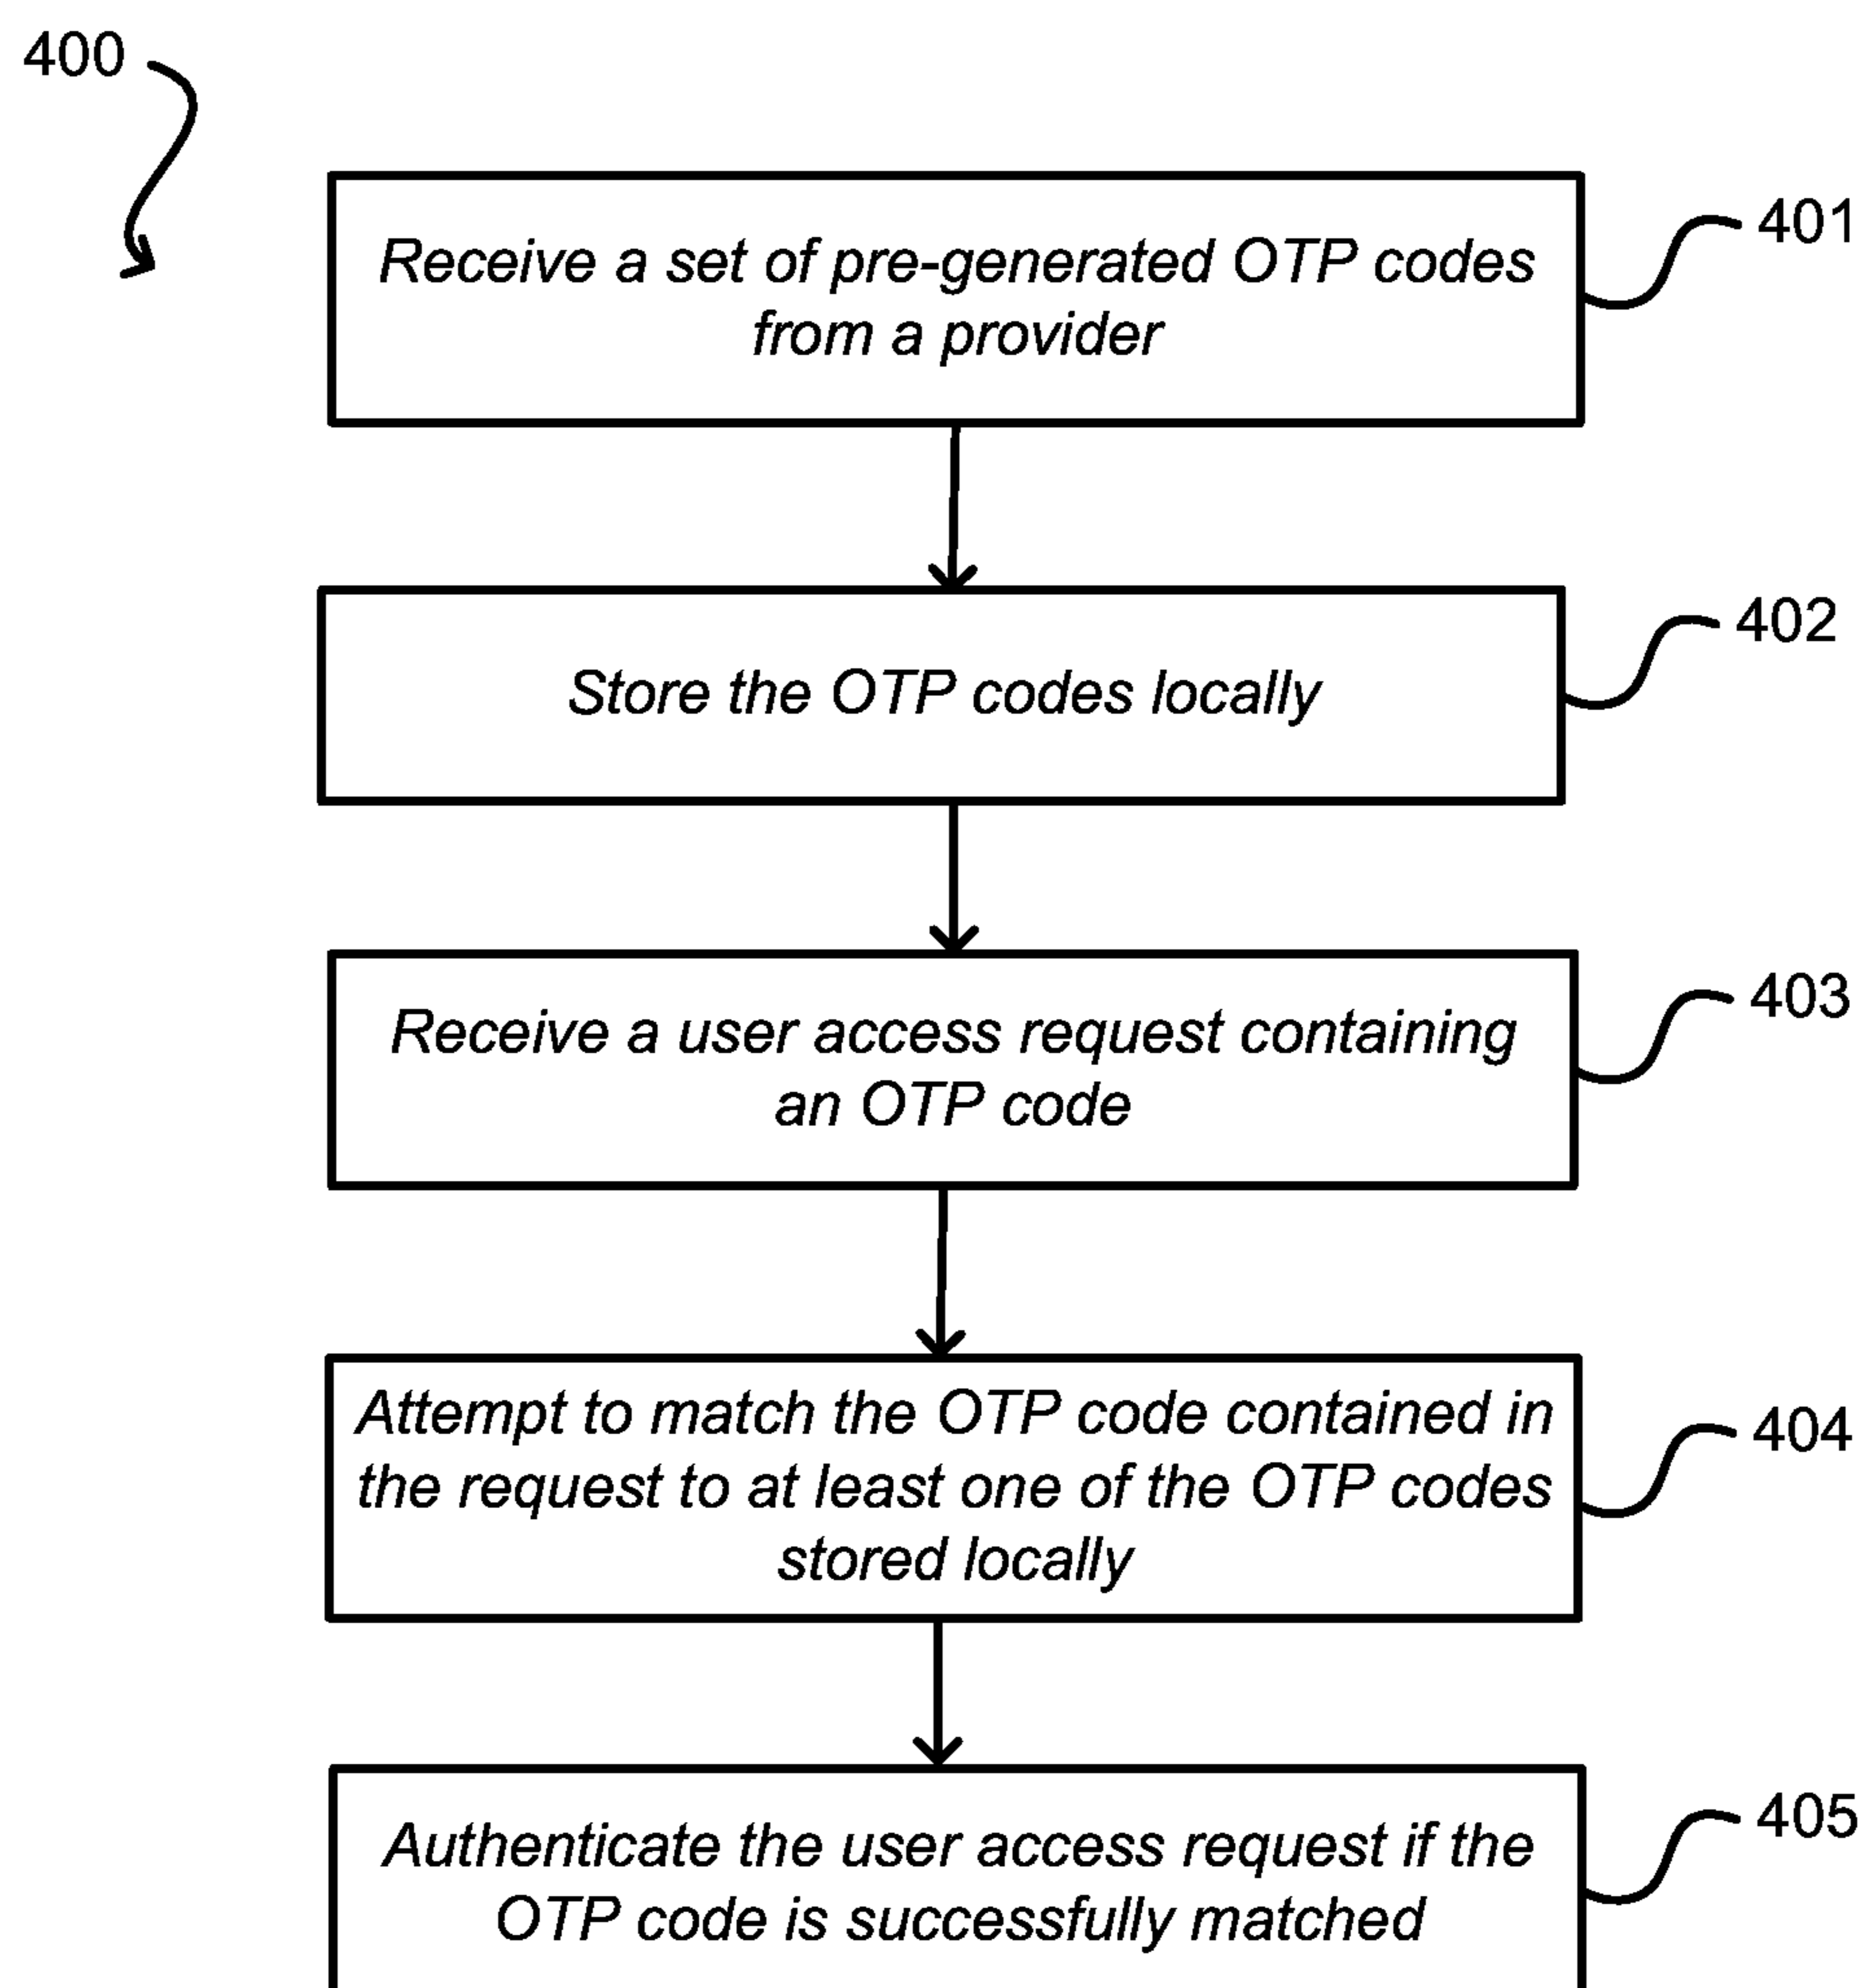 400
Receive a set of pre-generated OTP codes
from a provider
401
Store the OTP codes locally
402
Receive a user access request containing
an OTP code
403
Attempt to match the OTP code contained in
the request to at least one of the OTP codes
stored locally
404
Authenticate the user access request if the
OTP code is successfully matched
405